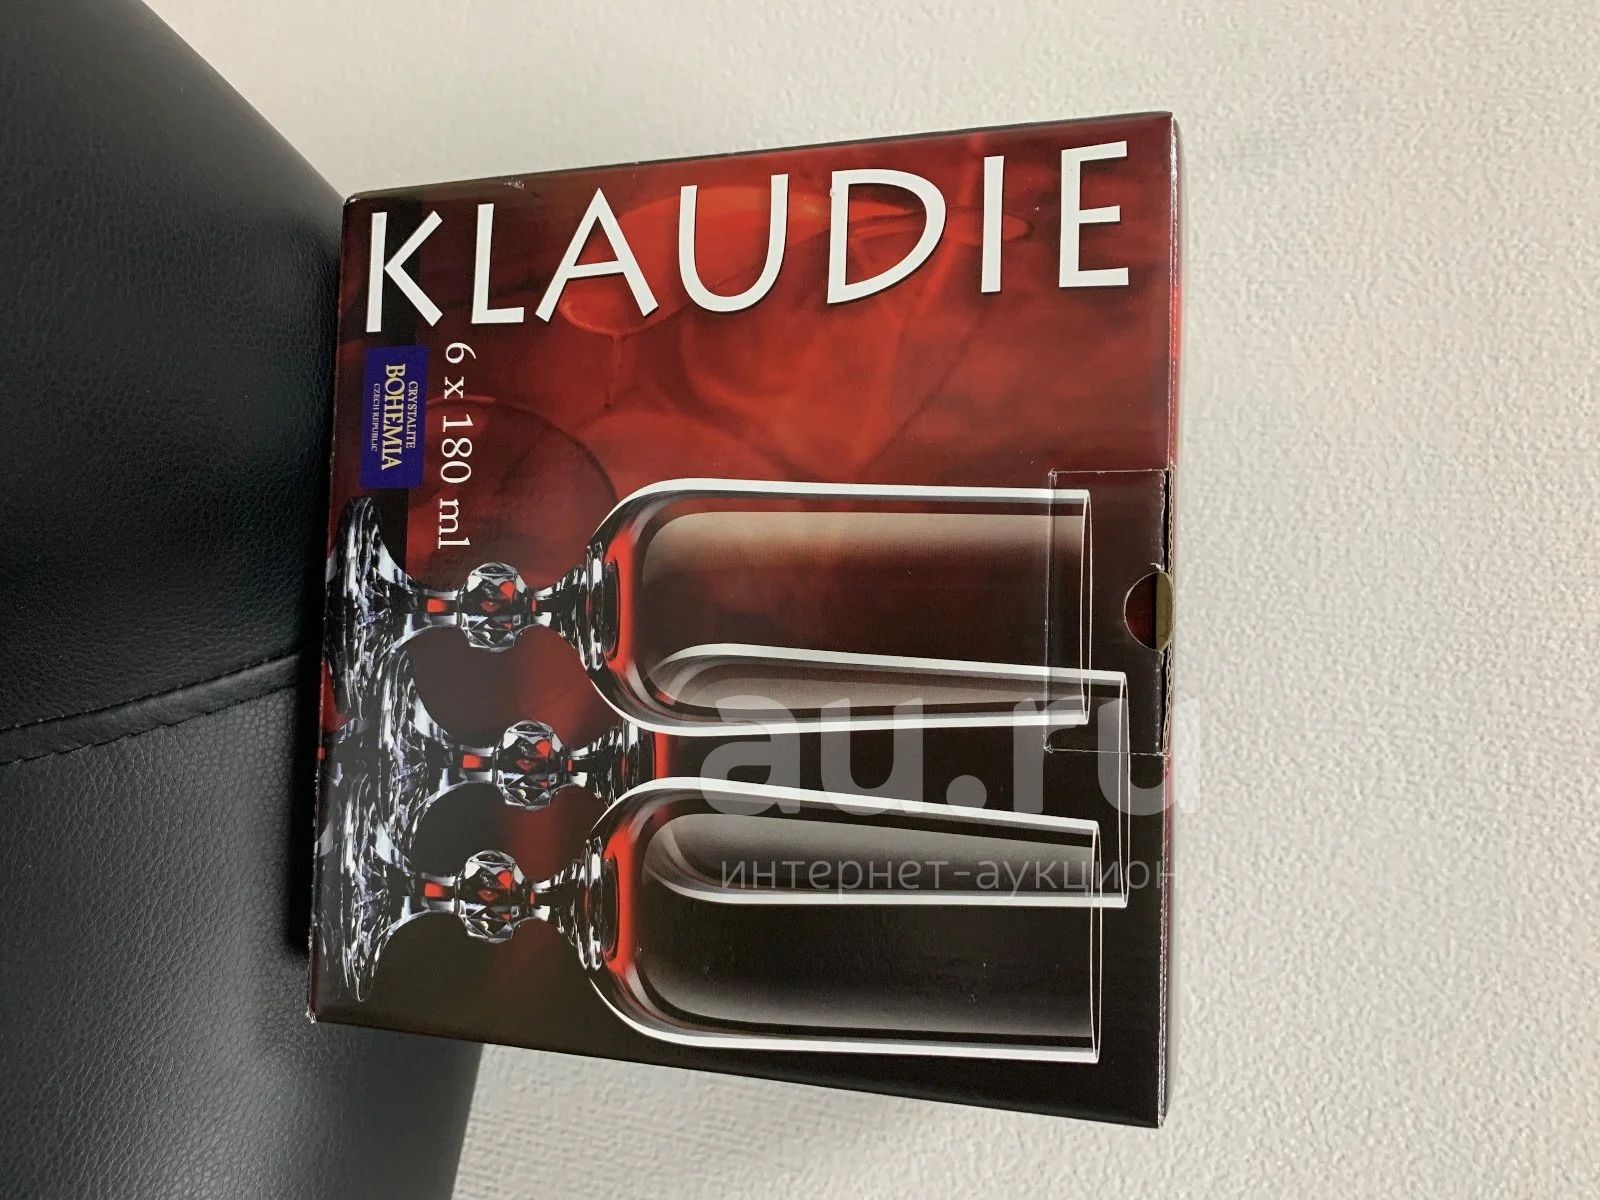 KLAUDIE
6 x 180 ml
CRYSTALITE
BOHEMIA
CZECH REPUBLIC
au.ru
интернет-аукцион